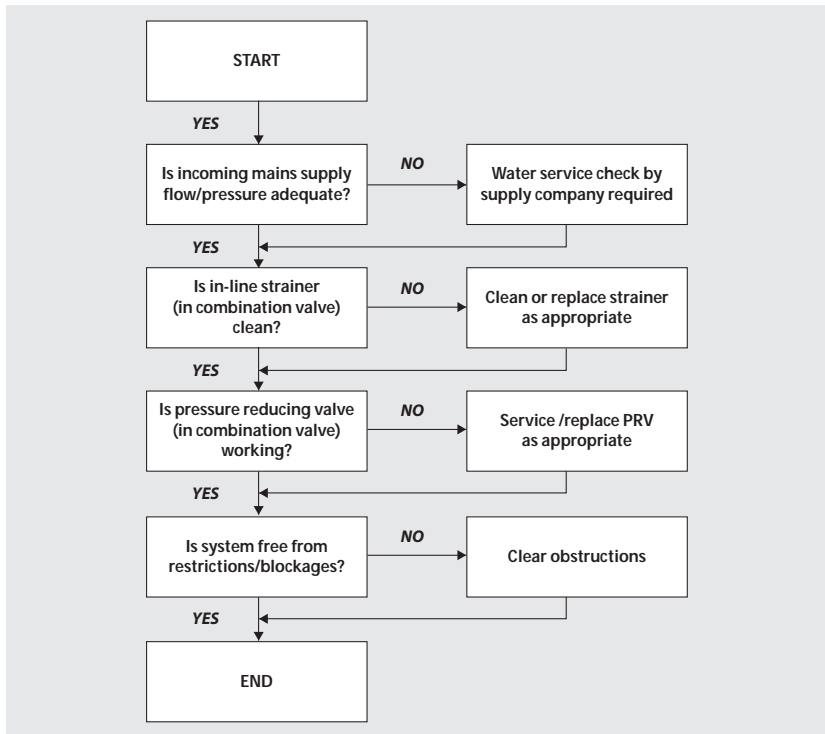 START
YES
Is incoming mains supply
flow/pressure adequate?
NO
Water service check by
supply company required
YES
Is in-line strainer
(in combination valve)
clean?
NO
Clean or replace strainer
as appropriate
YES
Is pressure reducing valve
(in combination valve)
working?
NO
Service /replace PRV
as appropriate
YES
Is system free from
restrictions/blockages?
NO
Clear obstructions
YES
END